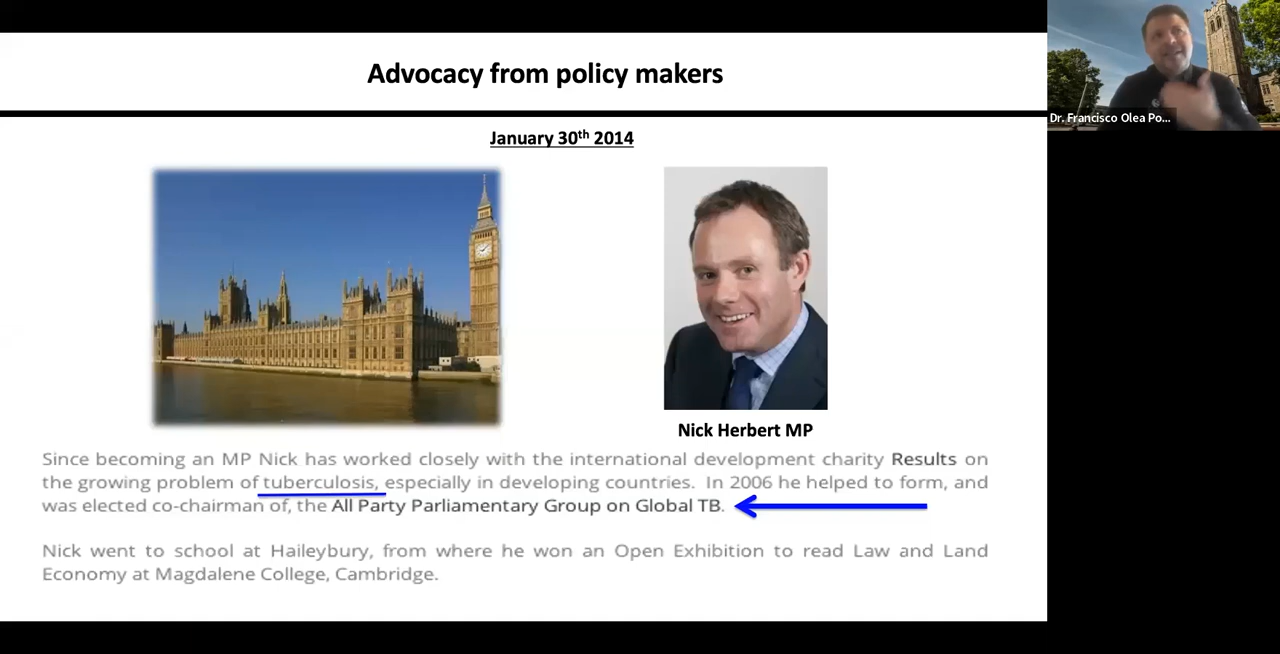 Advocacy from policy makers
Dr. Francisco Olea Po...
January 30th 2014
Nick Herbert MP
Since becoming an MP Nick has worked closely with the international development charity Results on
the growing problem of tuberculosis, especially in developing countries. In 2006 he helped to form, and
was elected co-chairman of, the All Party Parliamentary Group on Global TB.
Nick went to school at Haileybury, from where he won an Open Exhibition to read Law and Land
Economy at Magdalene College, Cambridge.